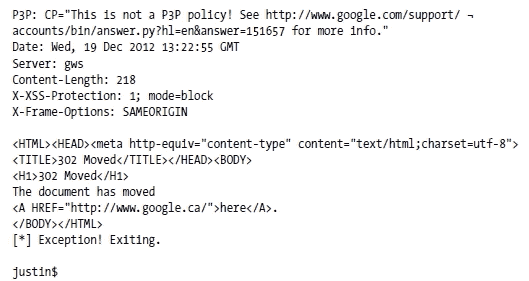 P3P: CP="This is not a P3P policy! See http://www.google.com/support/ ¬
accounts/bin/answer.py?hl=en&answer=151657 for more info."
Date: Wed, 19 Dec 2012 13:22:55 GMT
Server: gws
Content-Length: 218
X-XSS-Protection: 1; mode=block
X-Frame-Options: SAMEORIGIN

<HTML><HEAD><meta http-equiv="content-type" content="text/html;charset=utf-8">
<TITLE>302 Moved</TITLE></HEAD><BODY>
<H1>302 Moved</H1>
The document has moved
<A HREF="http://www.google.ca/">here</A>.
</BODY></HTML>
[*] Exception! Exiting.

justin$